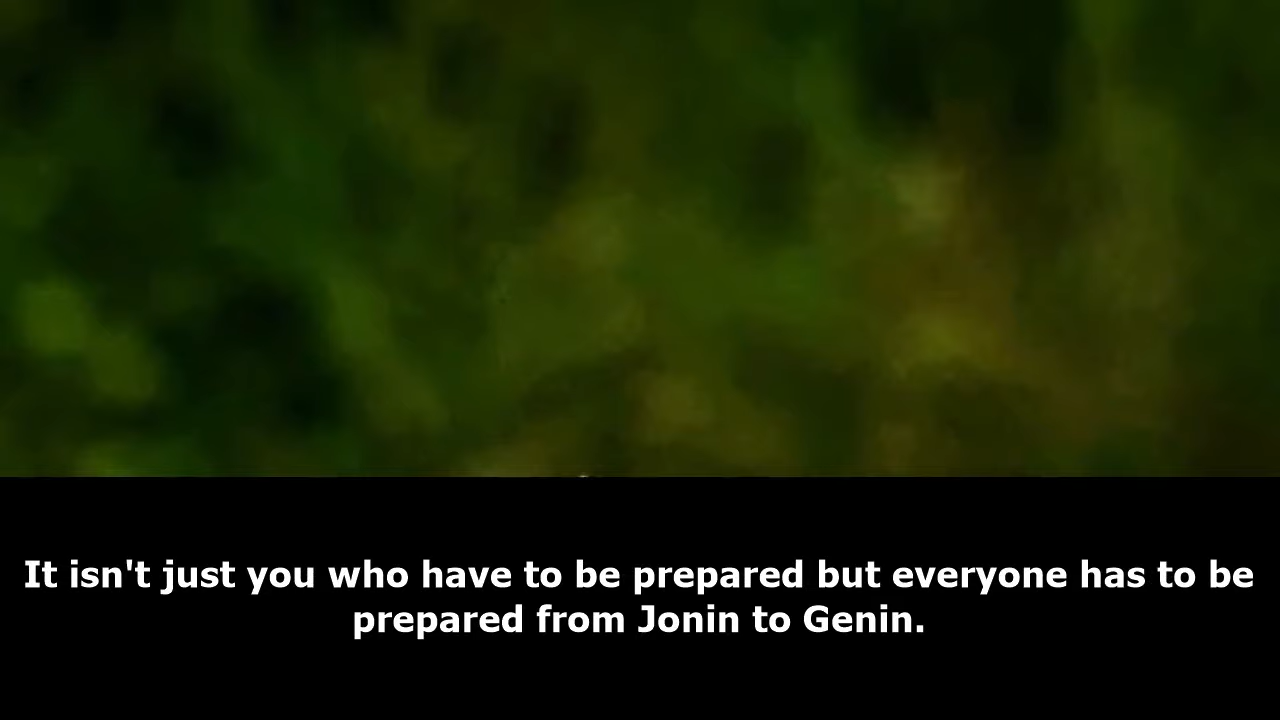 It isn't just you who have to be prepared but everyone has to be
prepared from Jonin to Genin.